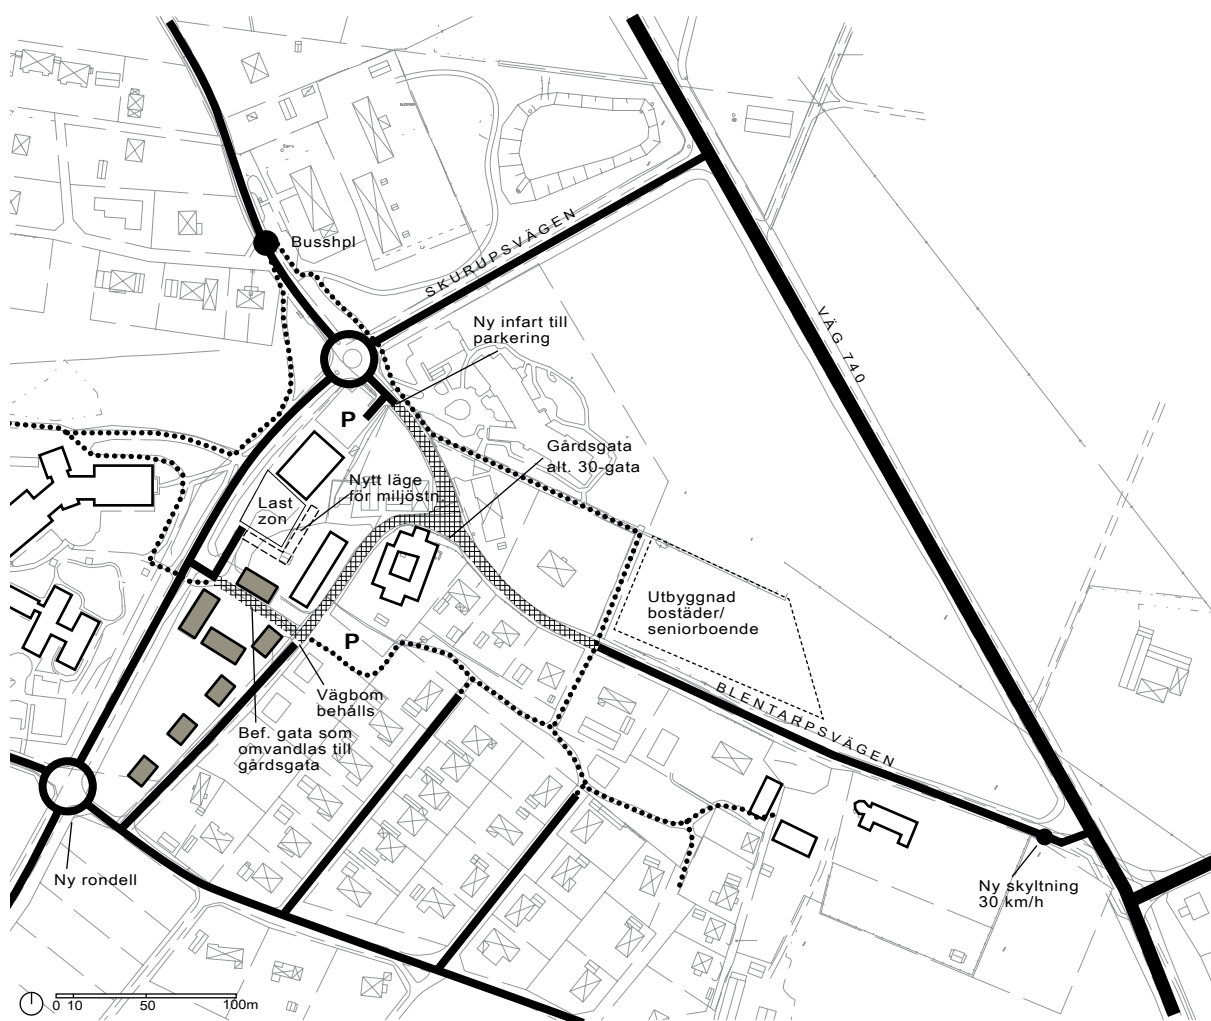 Busshpl
SKURUPSVÄGEN
Ny infart till
parkering
VÄG 740
P
Gårdsgata
alt. 30-gata
Nytt läge
för miljöstn
Last
zon
Utbyggnad
bostäder/
seniorboende
P
Vägbom
behålls
BLENTARPSVÄGEN
Bef. gata som
omvandlas till
gårdsgata
Ny rondell
Ny skyltning
30 km/h
0 10 50 100m